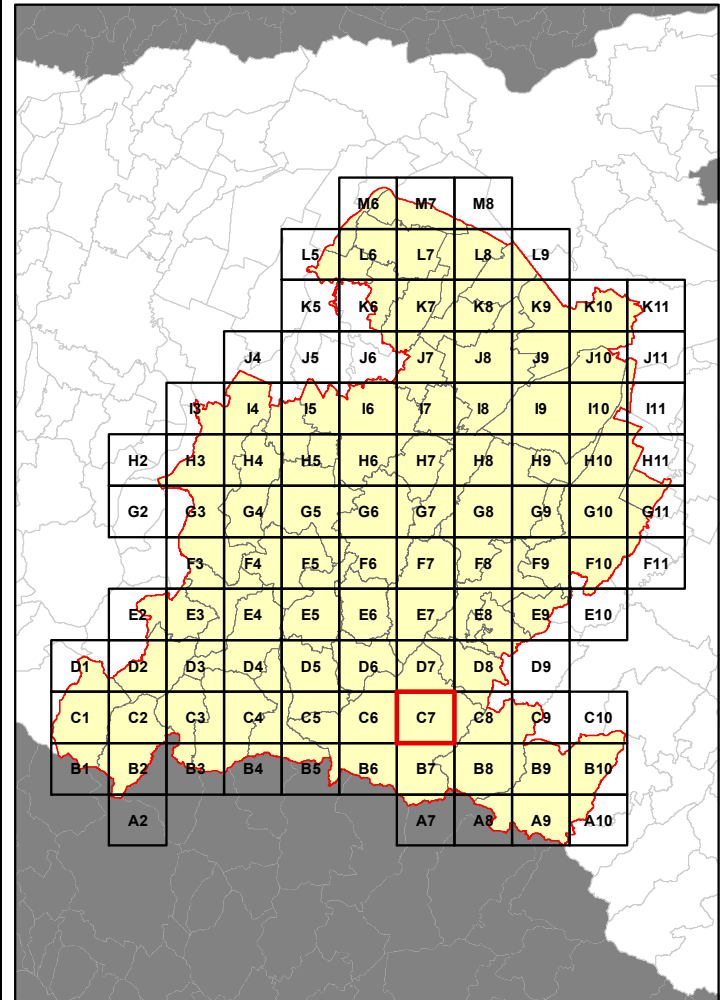 M6 M7 M8
L5 L6 L7 L8 L9
K5 K6 K7 K8 K9 K10 K11
J4 J5 J6 J7 J8 J9 J10 J11
I3 I4 I5 I6 I7 I8 I9 I10 I11
H2 H3 H4 H5 H6 H7 H8 H9 H10 H11
G2 G3 G4 G5 G6 G7 G8 G9 G10 G11
F3 F4 F5 F6 F7 F8 F9 F10 F11
E2 E3 E4 E5 E6 E7 E8 E9 E10
D1 D2 D3 D4 D5 D6 D7 D8 D9
C1 C2 C3 C4 C5 C6 C7 C8 C9 C10
B1 B2 B3 B4 B5 B6 B7 B8 B9 B10
A2 A7 A8 A9 A10